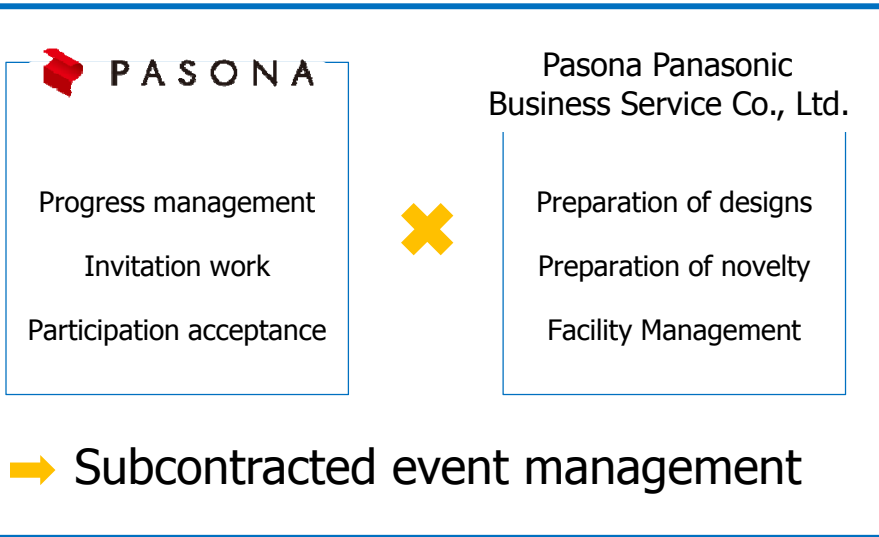 PASONA
Progress management
Invitation work
Participation acceptance
Pasona Panasonic
Business Service Co., Ltd.
Preparation of designs
Preparation of novelty
Facility Management
Subcontracted event management